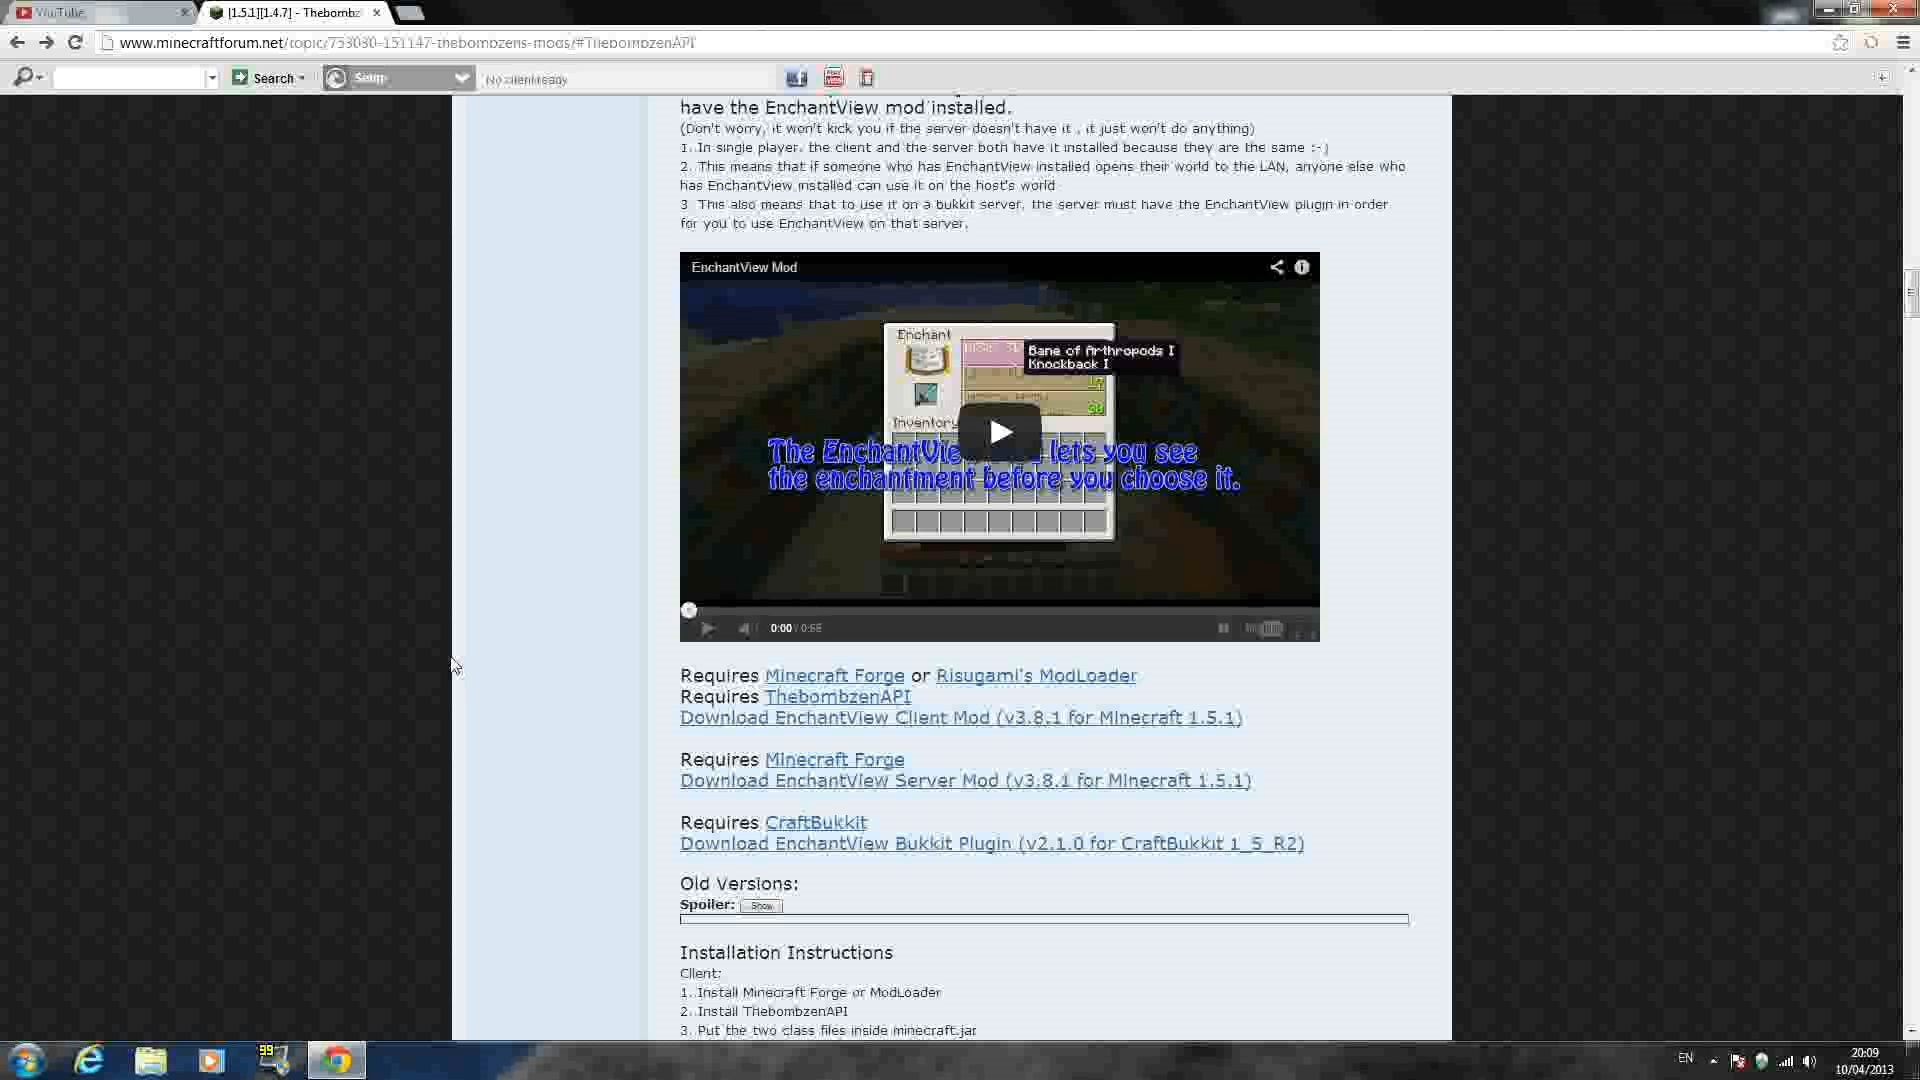 YouTube
[1.5.1][1.4.7] - Thebombz
www.minecraftforum.net/topic/753030-151147-thebombzens-mods/#ThebombzenAPI
Search
have the EnchantView mod installed.
(Don't worry, it won't kick you if the server doesn't have it , it just won't do anything)
1. In single player, the client and the server both have it installed because they are the same :-)
2. This means that if someone who has EnchantView installed opens their world to the LAN, anyone else who
has EnchantView installed can use it on the host's world
3. This also means that to use it on a bukkit server, the server must have the EnchantView plugin in order
for you to use EnchantView on that server.
EnchantView Mod
Enchant
Bane of Arthropods I
Knockback I
17
30
Inventory
The EnchantVie lets you see
the enchantment before you choose it.
0:00 / 0:56
Requires Minecraft Forge or Risugami's ModLoader
Requires ThebombzenAPI
Download EnchantView Client Mod (v3.8.1 for Minecraft 1.5.1)
Requires Minecraft Forge
Download EnchantView Server Mod (v3.8.1 for Minecraft 1.5.1)
Requires CraftBukkit
Download EnchantView Bukkit Plugin (v2.1.0 for CraftBukkit 1_5_R2)
Old Versions:
Spoiler: Show
Installation Instructions
Client:
1. Install Minecraft Forge or ModLoader
2. Install ThebombzenAPI
3. Put the two class files inside minecraft.jar
99
EN
20:09
10/04/2013